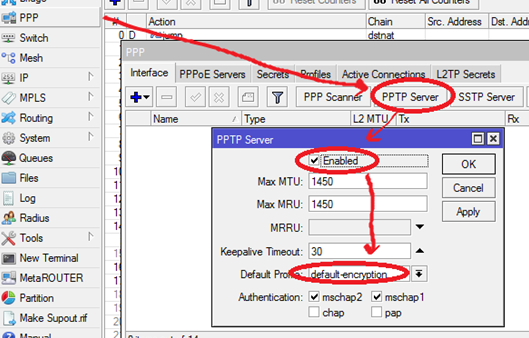 Bridge
PPP
Switch
Mesh
IP
MPLS
Routing
System
Queues
Files
Log
Radius
Tools
New Terminal
MetaROUTER
Partition
Make Supout.rif
Manual
Reset Counters
Reset All Counters
#
Action
Chain
Src. Address
Dst. Ad
0 D
jump
dstnat
PPP
Interface
PPPoE Servers
Secrets
Profiles
Active Connections
L2TP Secrets
PPP Scanner
PPTP Server
SSTP Server
Name
Type
L2 MTU
Tx
Rx
PPTP Server
Enabled
Max MTU: 1450
Max MRU: 1450
MRRU:
Keepalive Timeout: 30
Default Profile: default-encryption
Authentication: mschap2 mschap1
chap pap
OK
Cancel
Apply